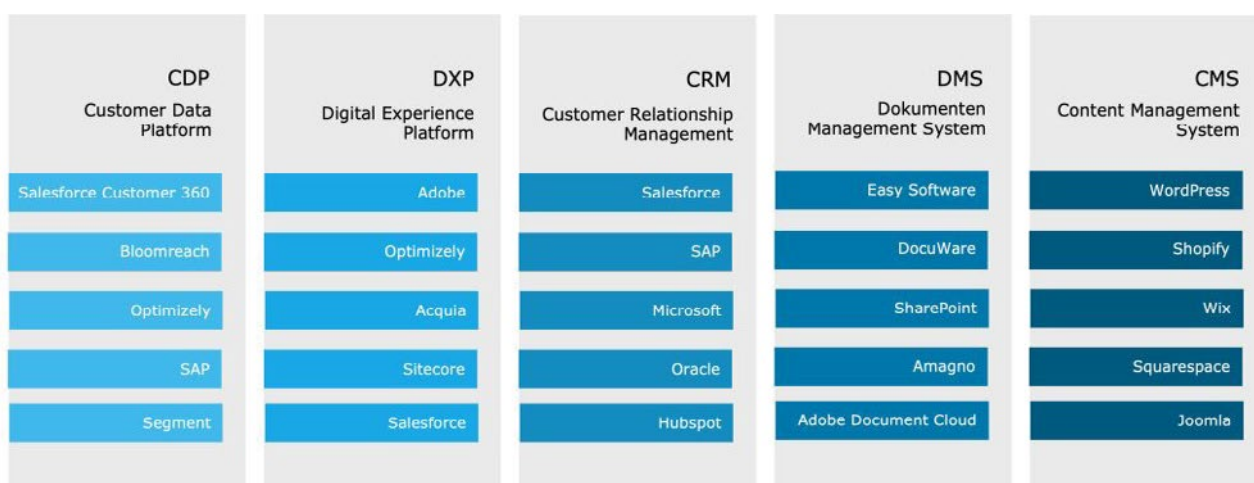 CDP
Customer Data
Platform
Salesforce Customer 360
Bloomreach
Optimizely
SAP
Segment
DXP
Digital Experience
Platform
Adobe
Optimizely
Acquia
Sitecore
Salesforce
CRM
Customer Relationship
Management
Salesforce
SAP
Microsoft
Oracle
Hubspot
DMS
Dokumenten
Management System
Easy Software
DocuWare
SharePoint
Amagno
Adobe Document Cloud
CMS
Content Management
System
WordPress
Shopify
Wix
Squarespace
Joomla